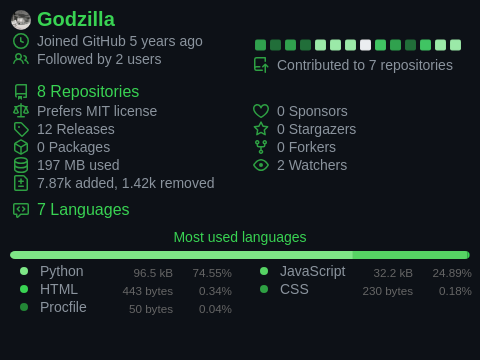 Godzilla
Joined GitHub 5 years ago
Followed by 2 users
Contributed to 7 repositories
8 Repositories
Prefers MIT license
12 Releases
0 Packages
197 MB used
7.87k added, 1.42k removed
0 Sponsors
0 Stargazers
0 Forkers
2 Watchers
7 Languages
Most used languages
Python 96.5 kB 74.55%
JavaScript 32.2 kB 24.89%
HTML 443 bytes 0.34%
CSS 230 bytes 0.18%
Procfile 50 bytes 0.04%